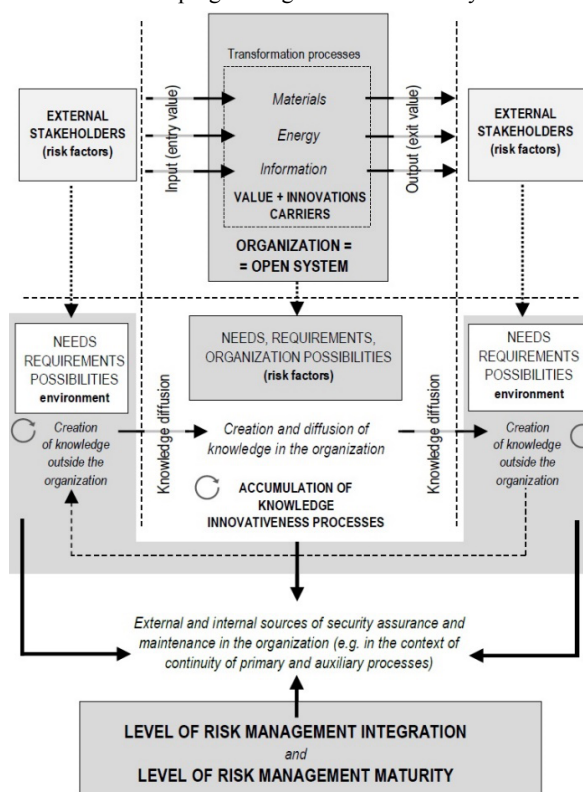 Transformation processes
Materials
Energy
Information
VALUE + INNOVATIONS
CARRIERS
ORGANIZATION =
= OPEN SYSTEM
EXTERNAL
STAKEHOLDERS
(risk factors)
Input (entry value)
Output (exit value)
EXTERNAL
STAKEHOLDERS
(risk factors)
NEEDS
REQUIREMENTS
POSSIBILITIES
environment
NEEDS, REQUIREMENTS,
ORGANIZATION POSSIBILITIES
(risk factors)
NEEDS
REQUIREMENTS
POSSIBILITIES
environment
Creation
of knowledge
outside the
organization
Knowledge diffusion
Creation and diffusion of
knowledge in the organization
ACCUMULATION OF
KNOWLEDGE
INNOVATIVENESS PROCESSES
Knowledge diffusion
Creation
of knowledge
outside the
organization
External and internal sources of security assurance and
maintenance in the organization (e.g. in the context of
continuity of primary and auxiliary processes)
LEVEL OF RISK MANAGEMENT INTEGRATION
and
LEVEL OF RISK MANAGEMENT MATURITY